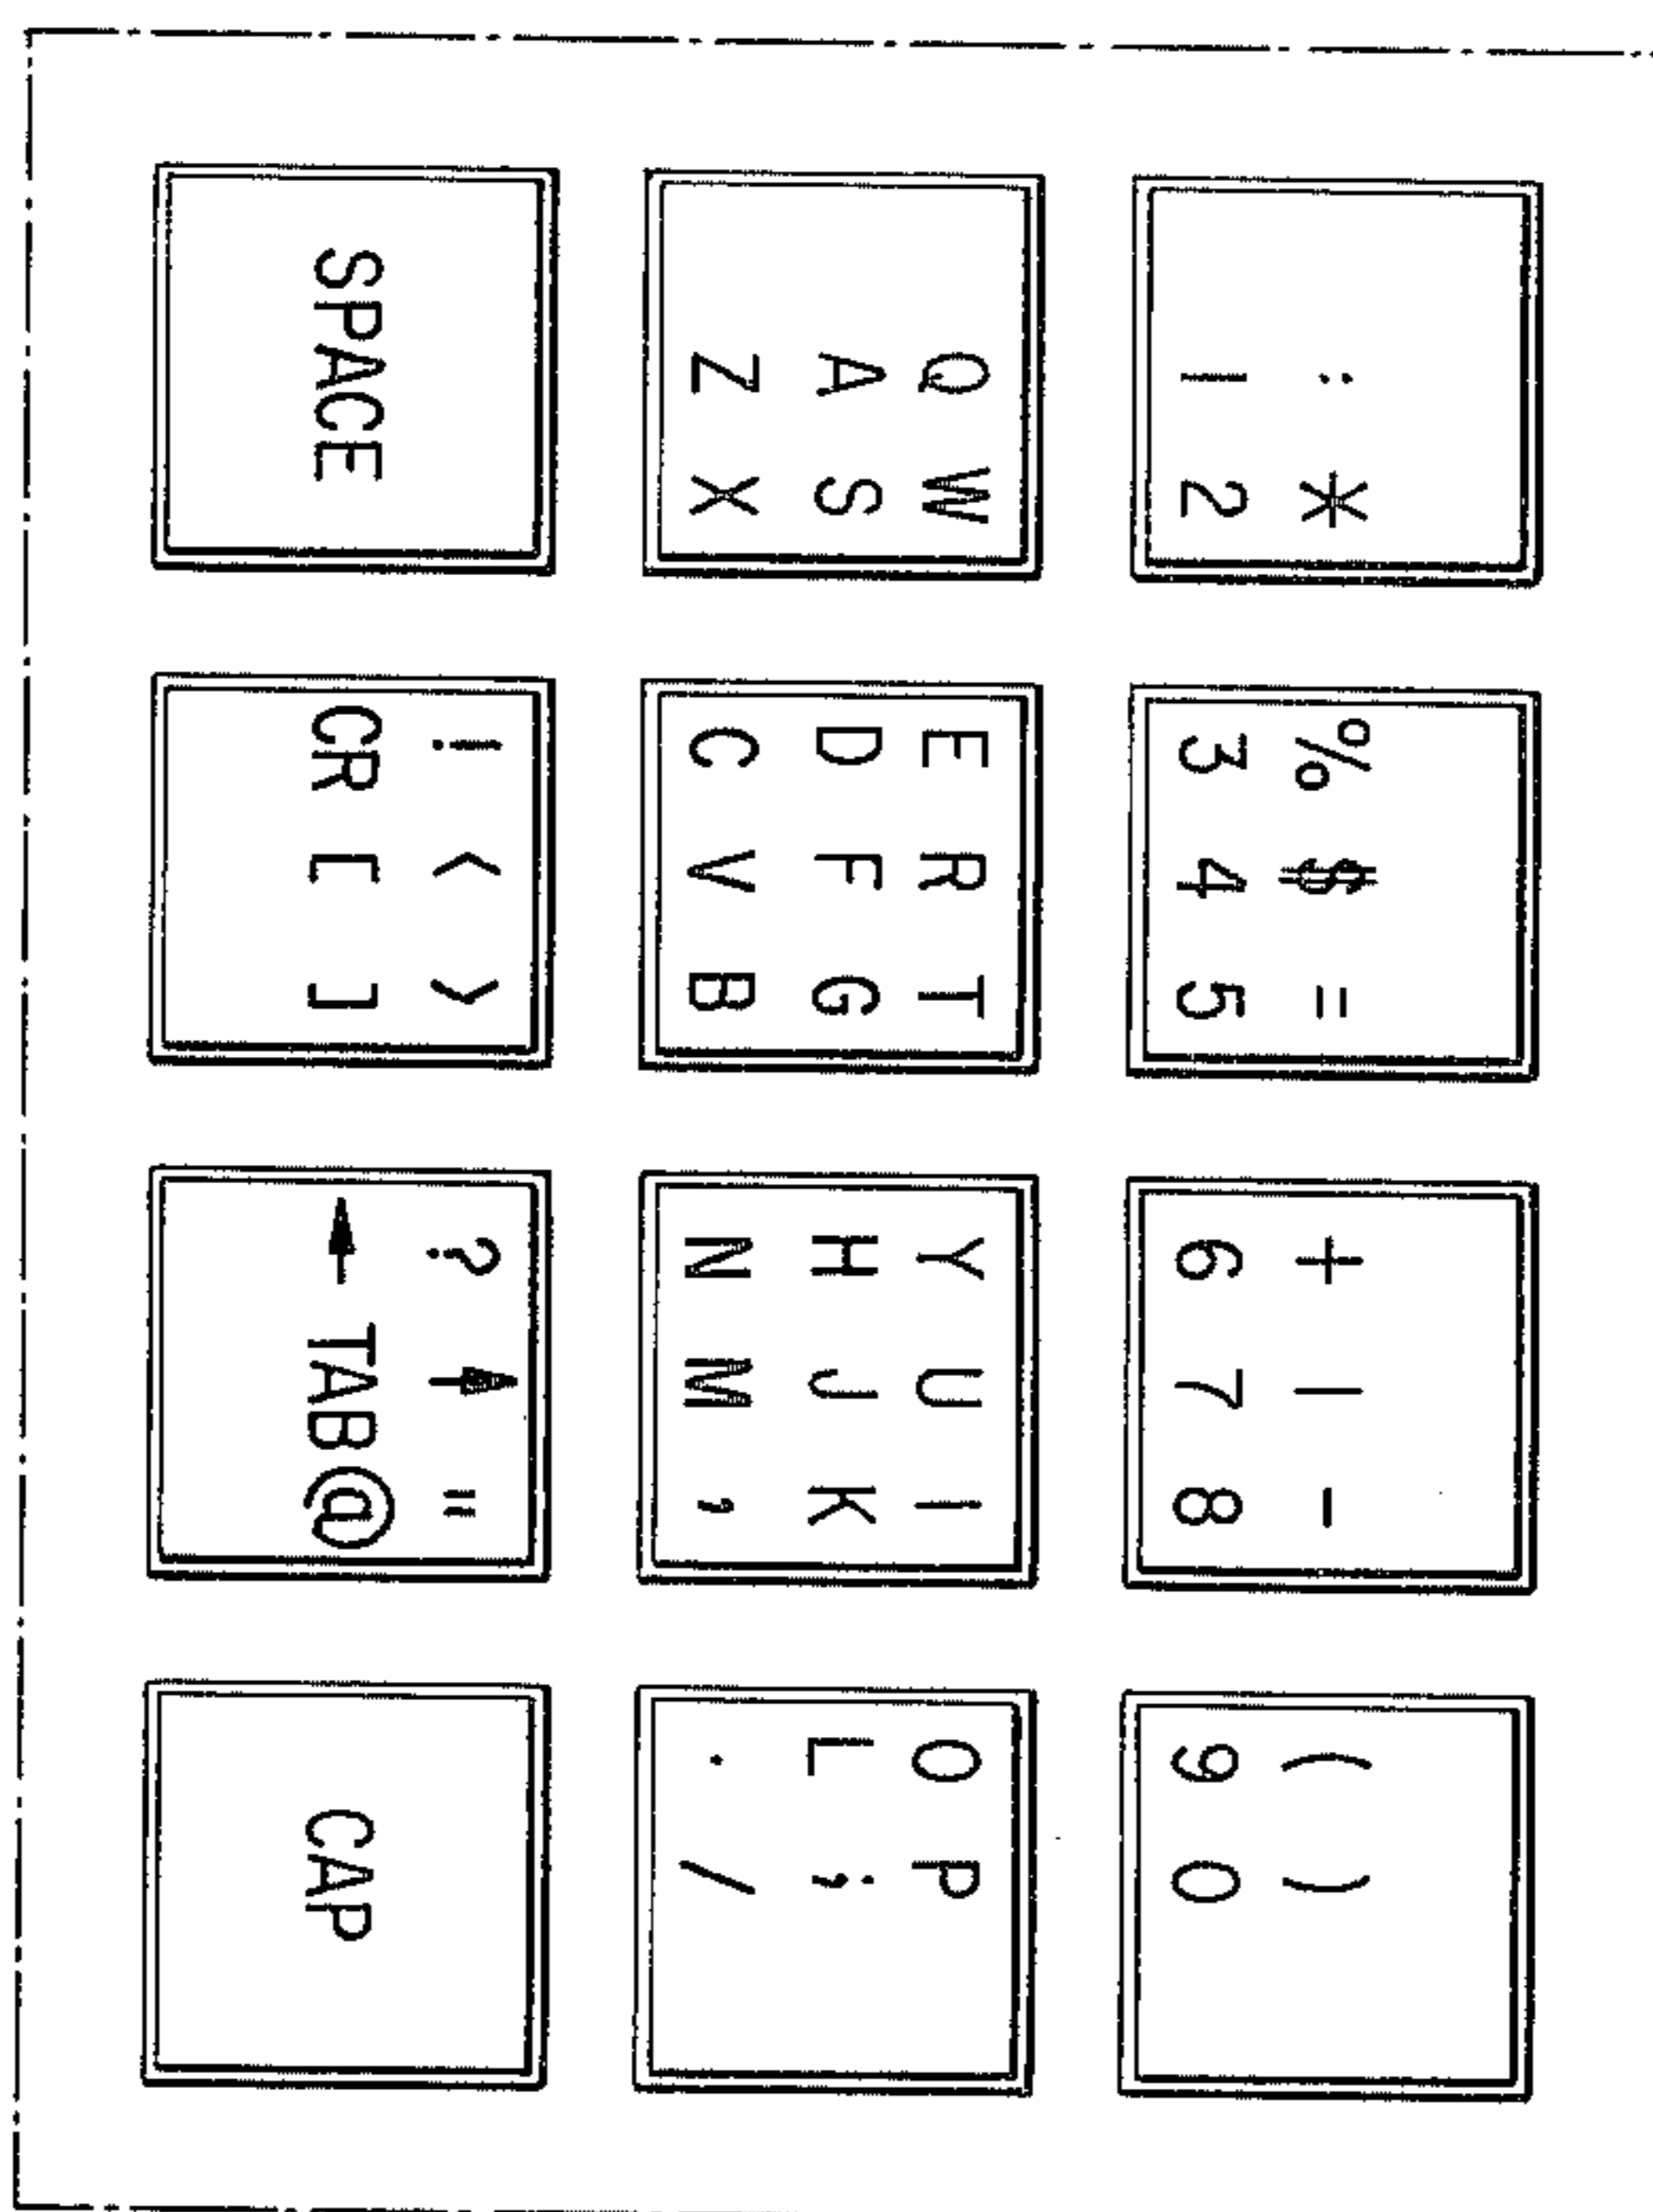 : *
1 2
% $ =
3 4 5
+ | -
6 7 8
( )
9 0
Q W
A S
Z X
E R T
D F G
C V B
Y U I
H J K
N M ,
O P
L ;
. /
SPACE
! < >
CR [ ]
? ↑ "
← TAB @
CAP